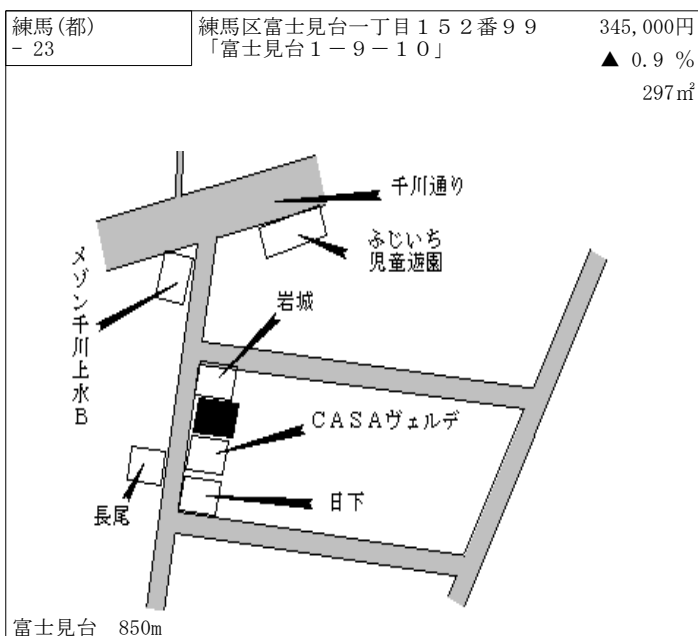 練馬(都)
－ 23
練馬区富士見台一丁目１５２番９９
「富士見台１－９－１０」
345,000円
▲ 0.9 %
297㎡
千川通り
ふじいち
児童遊園
メゾン千川上水Ｂ
岩城
ＣＡＳＡヴェルデ
長尾
日下
富士見台　850m